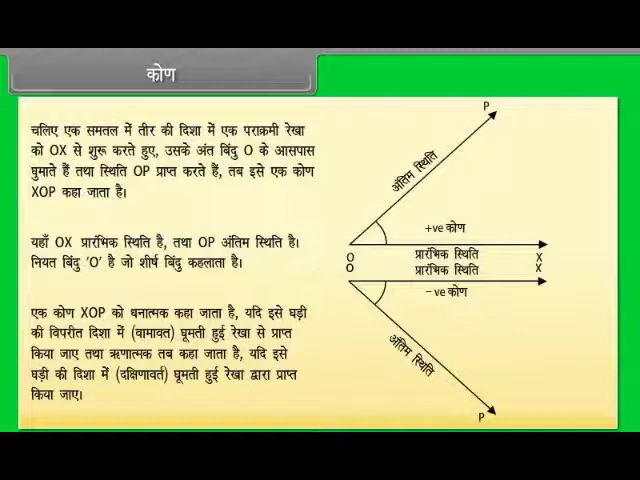 कोण
चलिए एक समतल में तीर की दिशा में एक पराक्रमी रेखा
को OX से शुरू करते हुए, उसके अंत बिंदु O के आसपास
घुमाते हैं तथा स्थिति OP प्राप्त करते हैं, तब इसे एक कोण
XOP कहा जाता है।
यहाँ OX प्रारंभिक स्थिति है, तथा OP अंतिम स्थिति है।
नियत बिंदु 'O' है जो शीर्ष बिंदु कहलाता है।
एक कोण XOP को धनात्मक कहा जाता है, यदि इसे घड़ी
की विपरीत दिशा में (वामावत) घूमती हुई रेखा से प्राप्त
किया जाए तथा ऋणात्मक तब कहा जाता है, यदि इसे
घड़ी की दिशा में (दक्षिणावर्त) घूमती हुई रेखा द्वारा प्राप्त
किया जाए।
P
अंतिम स्थिति
+ve कोण
O प्रारंभिक स्थिति X
O प्रारंभिक स्थिति X
– ve कोण
अंतिम स्थिति
P